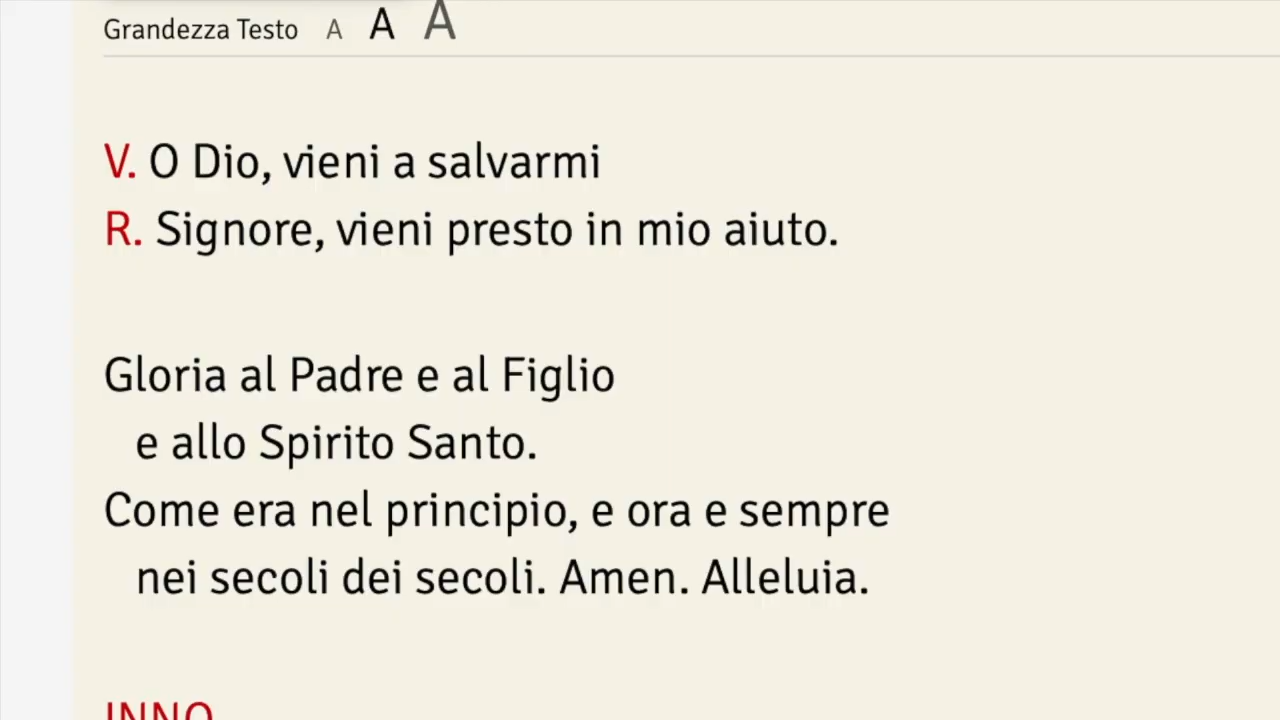 Grandezza Testo A A A
V. O Dio, vieni a salvarmi
R. Signore, vieni presto in mio aiuto.
Gloria al Padre e al Figlio
e allo Spirito Santo.
Come era nel principio, e ora e sempre
nei secoli dei secoli. Amen. Alleluia.
INNO